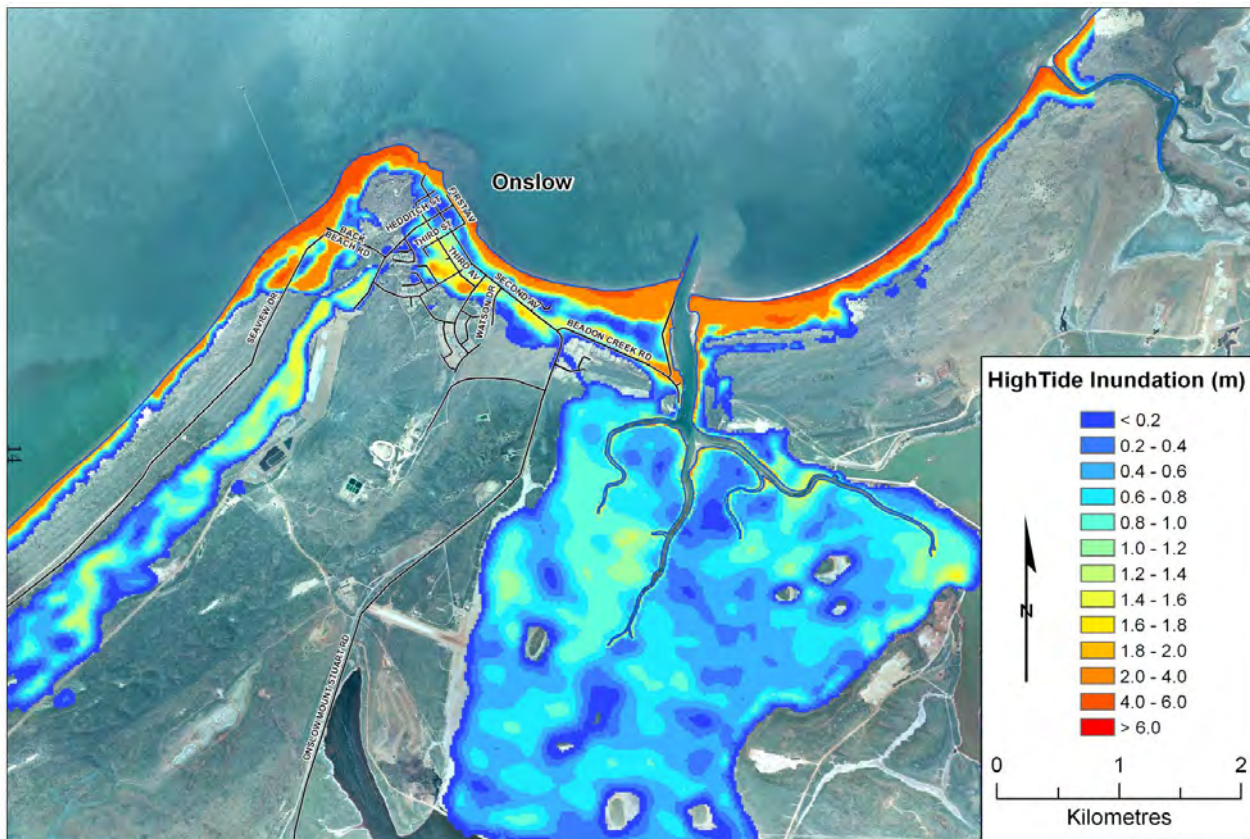 Onslow
FIRST AV
HEDDITCH ST
THIRD ST
BACK
BEACH RD
THIRD AV
SECOND AV
SEAVIEW DR
WATSON DR
BEADON CREEK RD
14
ONSLOW MOUNT STUART RD
HighTide Inundation (m)
< 0.2
0.2 - 0.4
0.4 - 0.6
0.6 - 0.8
0.8 - 1.0
1.0 - 1.2
1.2 - 1.4
1.4 - 1.6
1.6 - 1.8
1.8 - 2.0
2.0 - 4.0
4.0 - 6.0
> 6.0
N
0 1 2
Kilometres